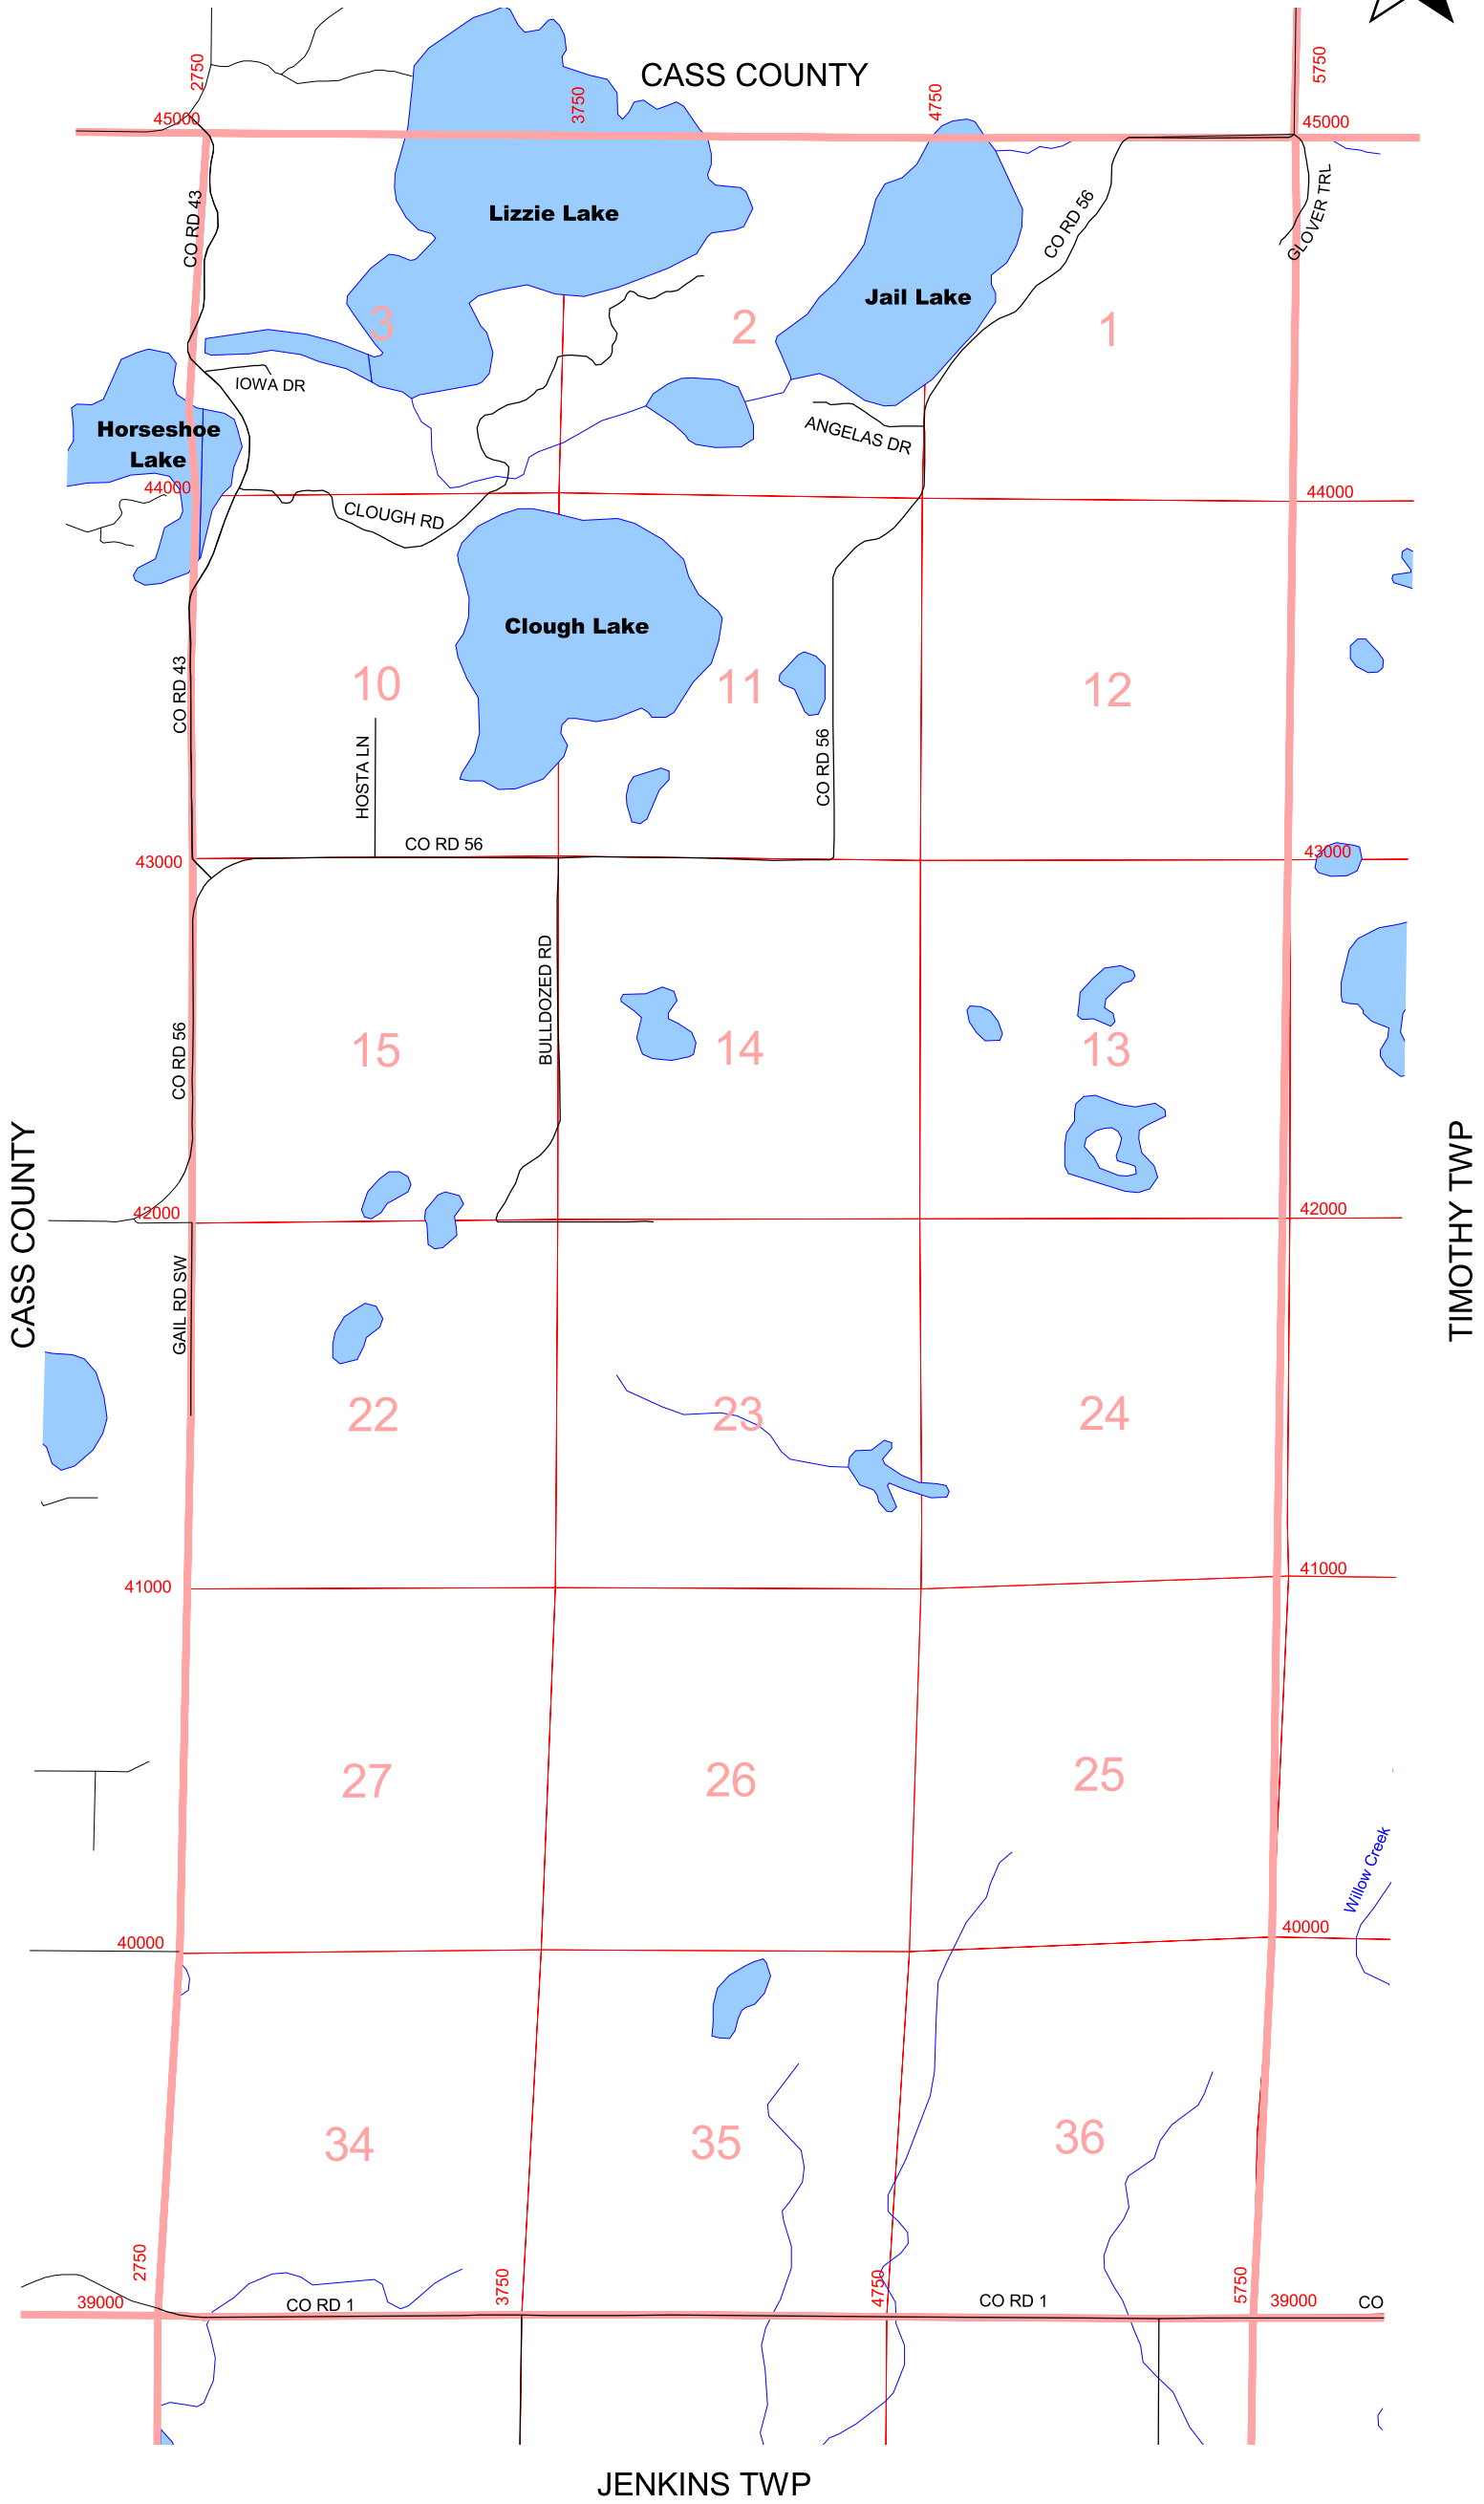 CASS COUNTY
2750
3750
4750
5750
45000
45000
CO RD 43
Lizzie Lake
CO RD 56
GLOVER TRL
Jail Lake
3
2
1
IOWA DR
Horseshoe
Lake
ANGELAS DR
44000
44000
CLOUGH RD
Clough Lake
10
11
12
CO RD 43
HOSTA LN
CO RD 56
CO RD 56
43000
43000
BULLDOZED RD
15
14
13
CO RD 56
CASS COUNTY
TIMOTHY TWP
42000
42000
GAIL RD SW
22
23
24
41000
41000
27
26
25
Willow Creek
40000
40000
34
35
36
2750
3750
4750
5750
39000
CO RD 1
CO RD 1
39000
CO
JENKINS TWP